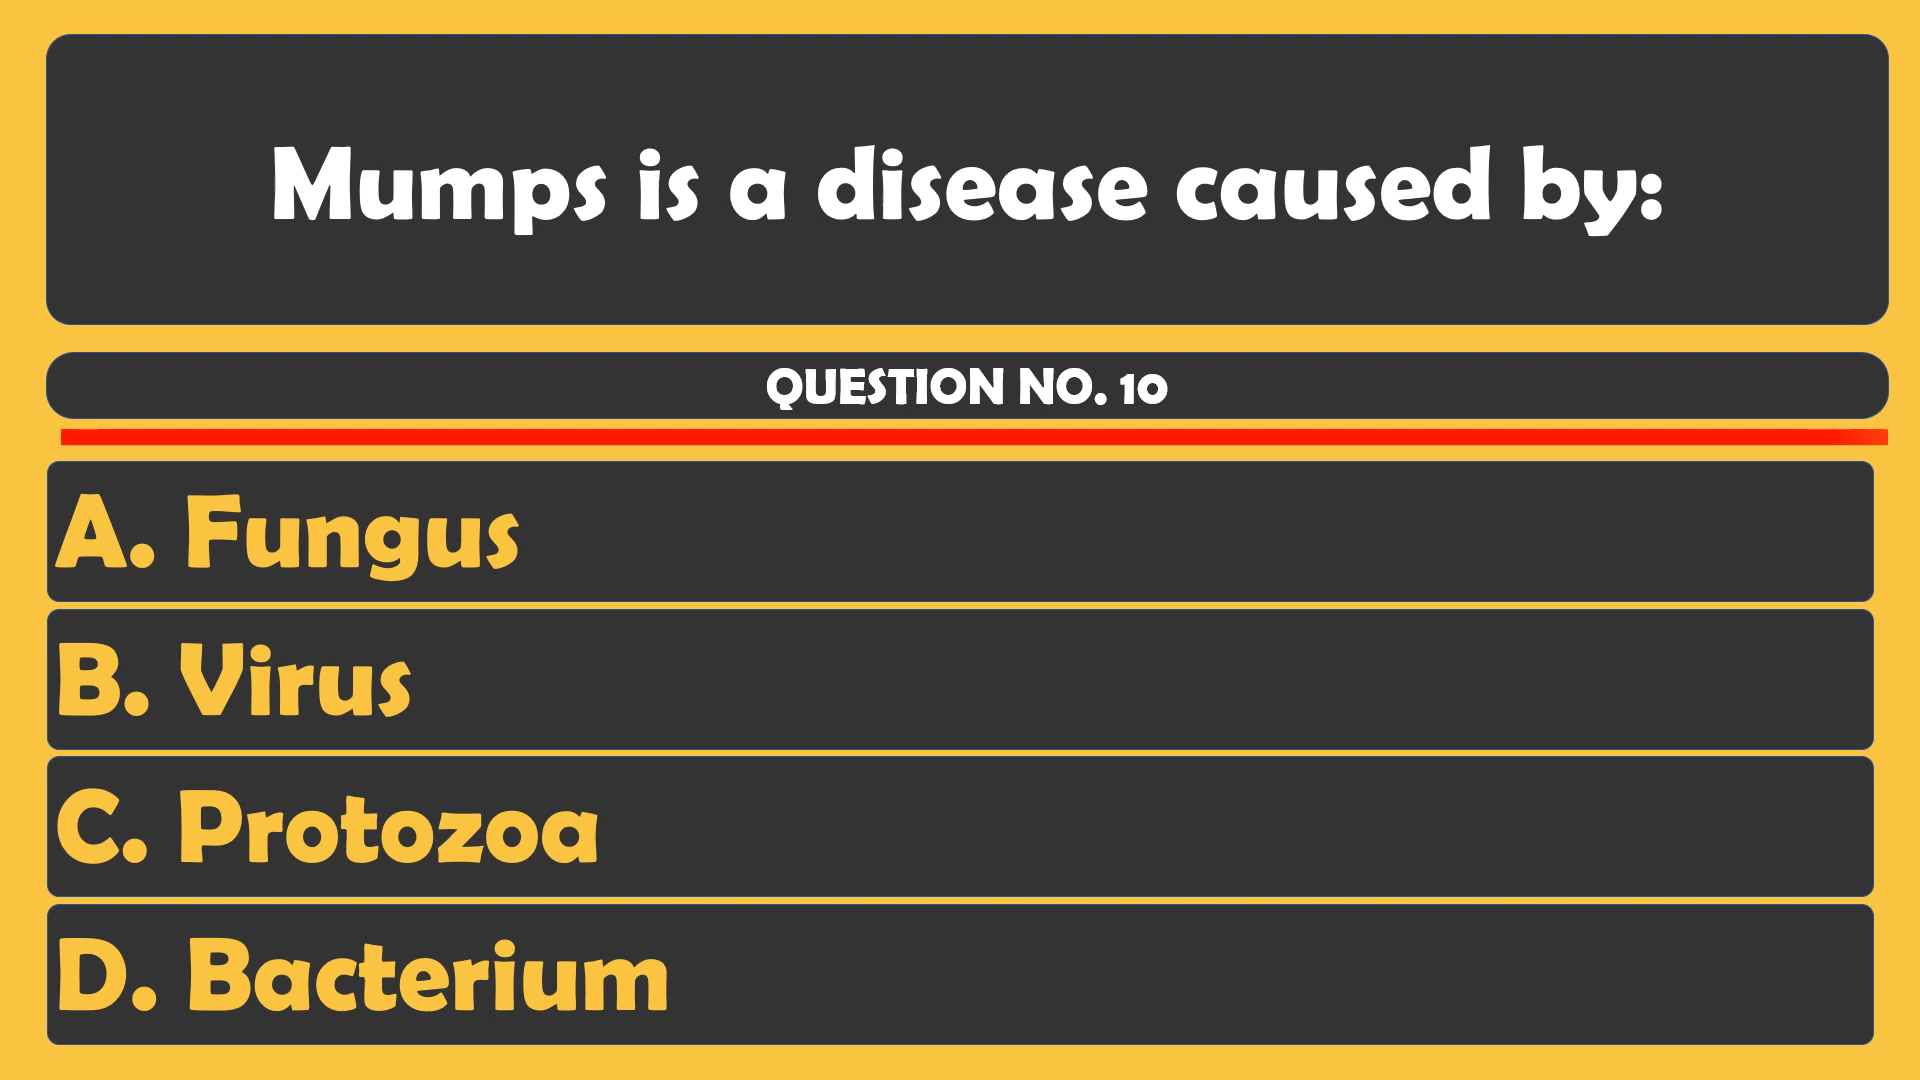 Mumps is a disease caused by:
QUESTION NO. 10
A. Fungus
B. Virus
C. Protozoa
D. Bacterium